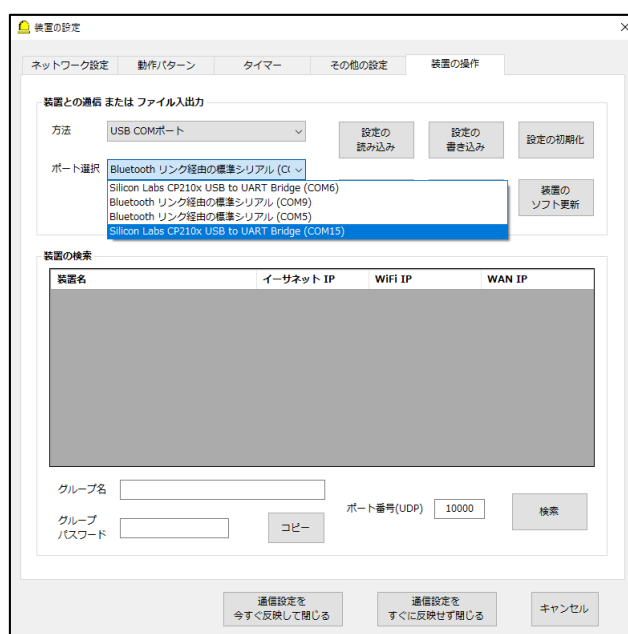 装置の設定
ネットワーク設定 動作パターン タイマー その他の設定 装置の操作
装置との通信 または ファイル入出力
方法 USB COMポート
設定の
読み込み
設定の
書き込み
設定の初期化
ポート選択 Bluetooth リンク経由の標準シリアル (CC
Silicon Labs CP210x USB to UART Bridge (COM6)
Bluetooth リンク経由の標準シリアル (COM9)
Bluetooth リンク経由の標準シリアル (COM5)
Silicon Labs CP210x USB to UART Bridge (COM15)
装置の
ソフト更新
装置の検索
装置名 イーサネット IP WiFi IP WAN IP
グループ名
ポート番号(UDP) 10000
検索
グループ
パスワード
コピー
通信設定を
今すぐ反映して閉じる
通信設定を
すぐに反映せず閉じる
キャンセル